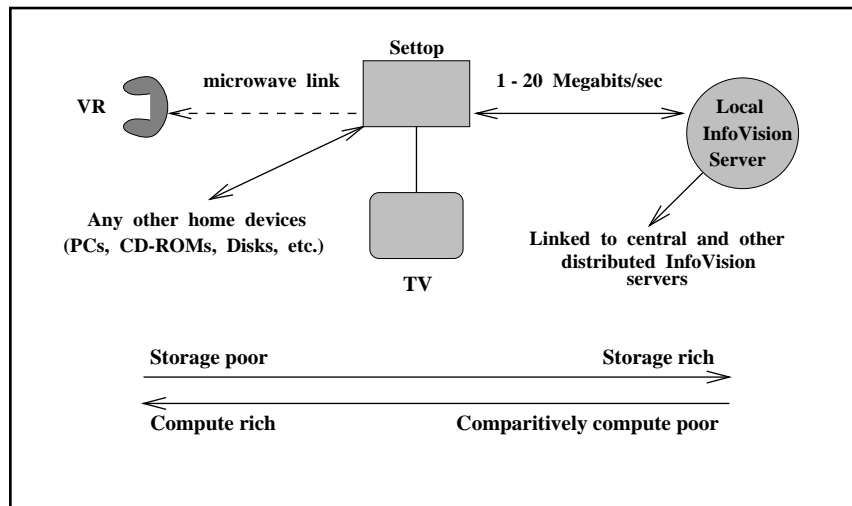 Settop
microwave link
1 - 20 Megabits/sec
VR
Local
InfoVision
Server
Any other home devices
(PCs, CD-ROMs, Disks, etc.)
TV
Linked to central and other
distributed InfoVision
servers
Storage poor
Storage rich
Compute rich
Comparitively compute poor